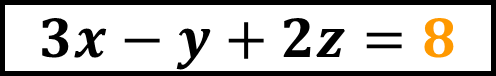 3x − y + 2z = 8